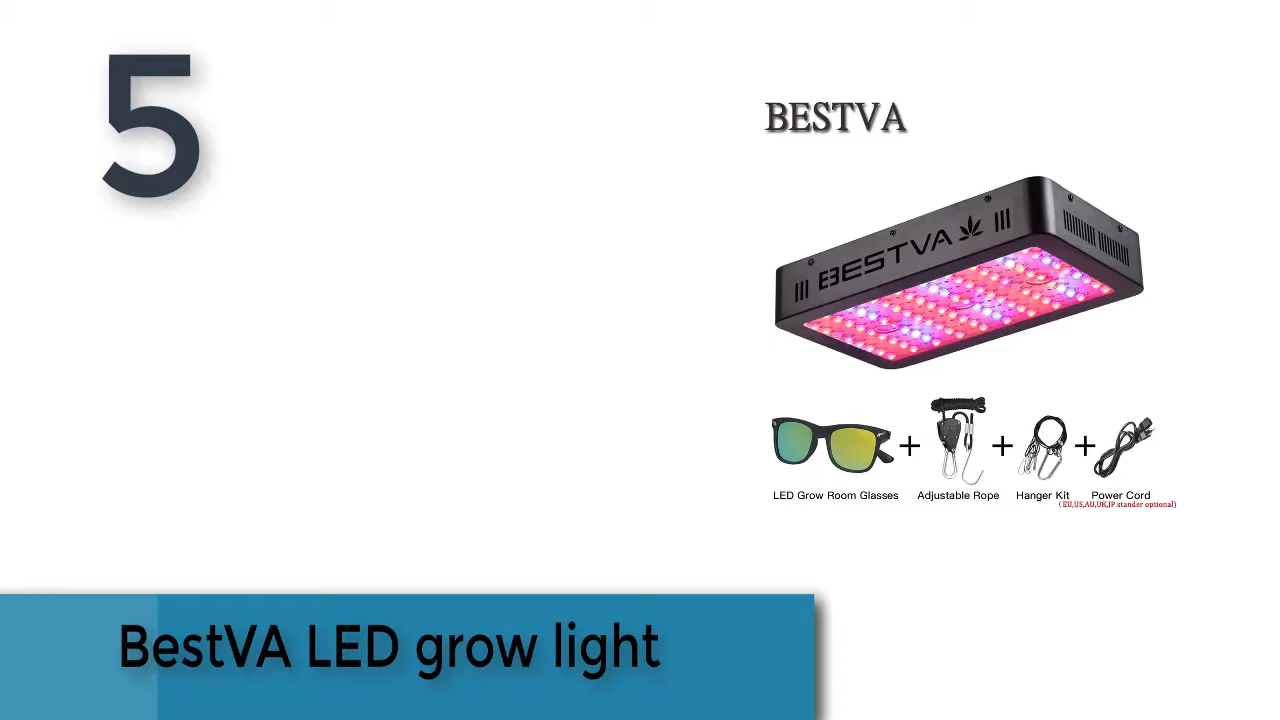 5
BESTVA
BESTVA
LED Grow Room Glasses + Adjustable Rope + Hanger Kit + Power Cord
(EU,US,AU,UK,JP stander optional)
BestVA LED grow light